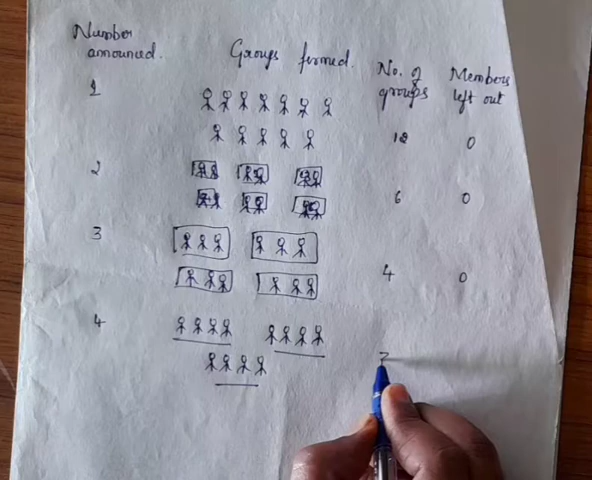 Number announced. Groups formed. No. of groups Members left out
1 12 0
2 6 0
3 4 0
4